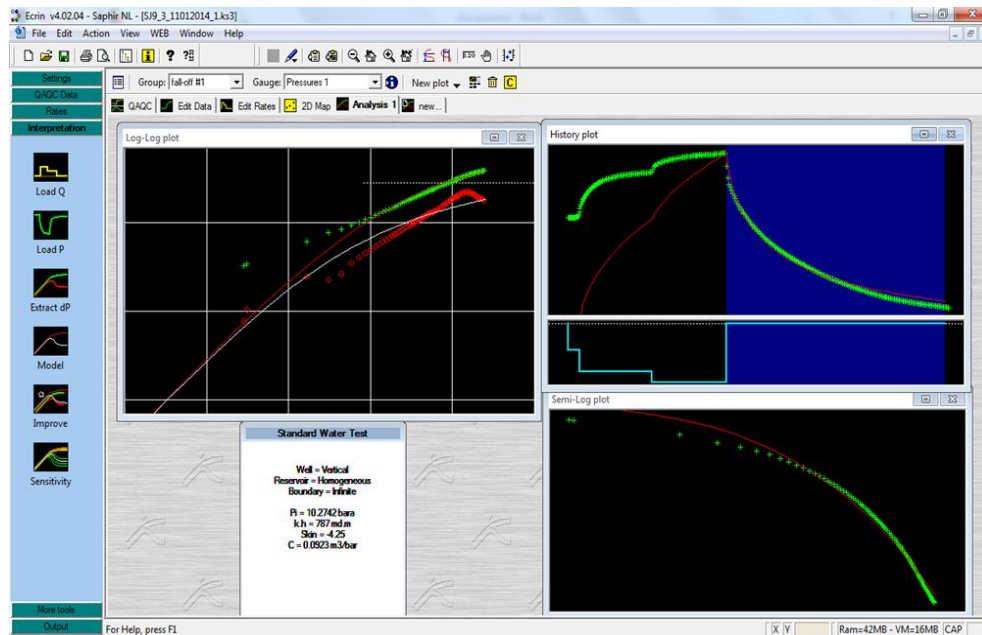 Ecrin v4.02.04 - Saphir NL - [SJ9_3_11012014_1.ks3]
File Edit Action View WEB Window Help
Settings
QAQC Data
Rates
Interpretation
Load Q
Load P
Extract dP
Model
Improve
Sensitivity
More tools
Output
Group: fall-off #1 Gauge: Pressures 1 New plot
QAQC Edit Data Edit Rates 2D Map Analysis 1 new...
Log-Log plot
History plot
Semi-Log plot
Standard Water Test
Well = Vertical
Reservoir = Homogeneous
Boundary = Infinite
Pi = 10.2742 bara
k.h = 787 md.m
Skin = -4.25
C = 0.0923 m3/bar
For Help, press F1
X Y Ram=42MB - VM=16MB CAP